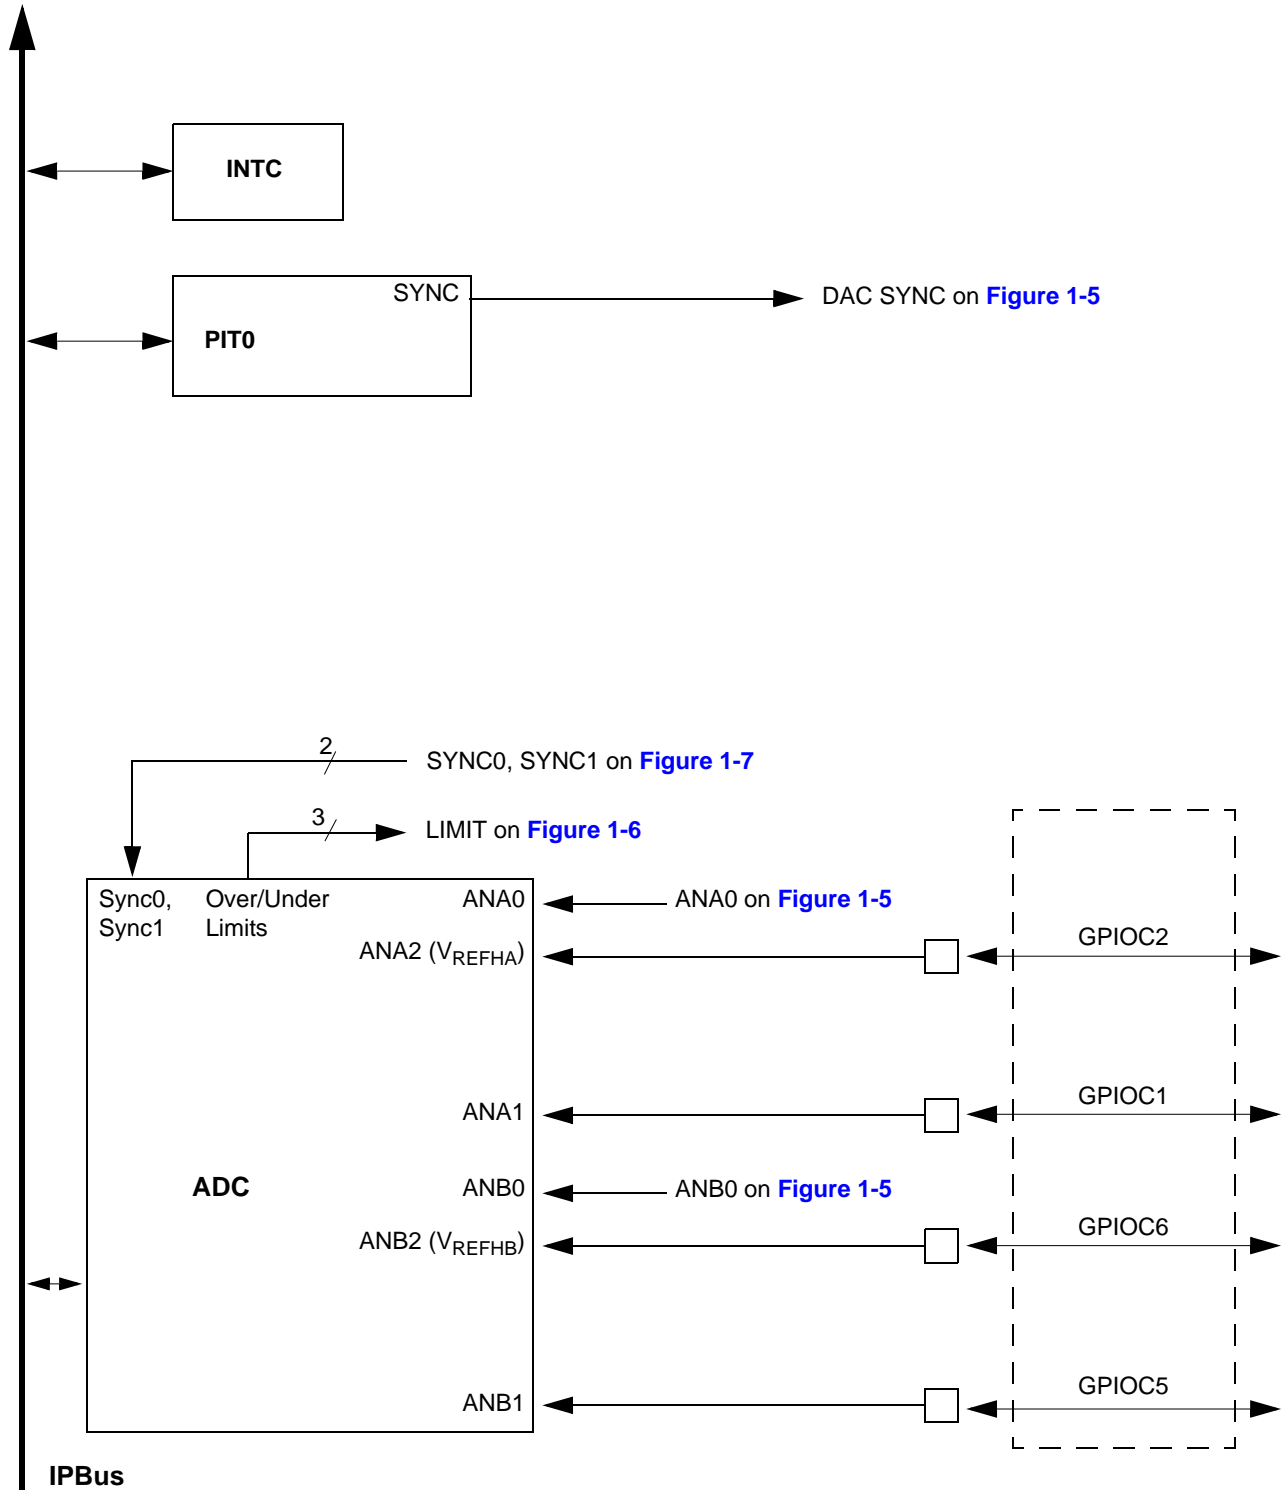 INTC
SYNC
DAC SYNC on Figure 1-5
PIT0
2
SYNC0, SYNC1 on Figure 1-7
3
LIMIT on Figure 1-6
Sync0,
Sync1
Over/Under
Limits
ANA0
ANA0 on Figure 1-5
ANA2 (VREFHA)
GPIOC2
ANA1
GPIOC1
ADC
ANB0
ANB0 on Figure 1-5
ANB2 (VREFHB)
GPIOC6
ANB1
GPIOC5
IPBus